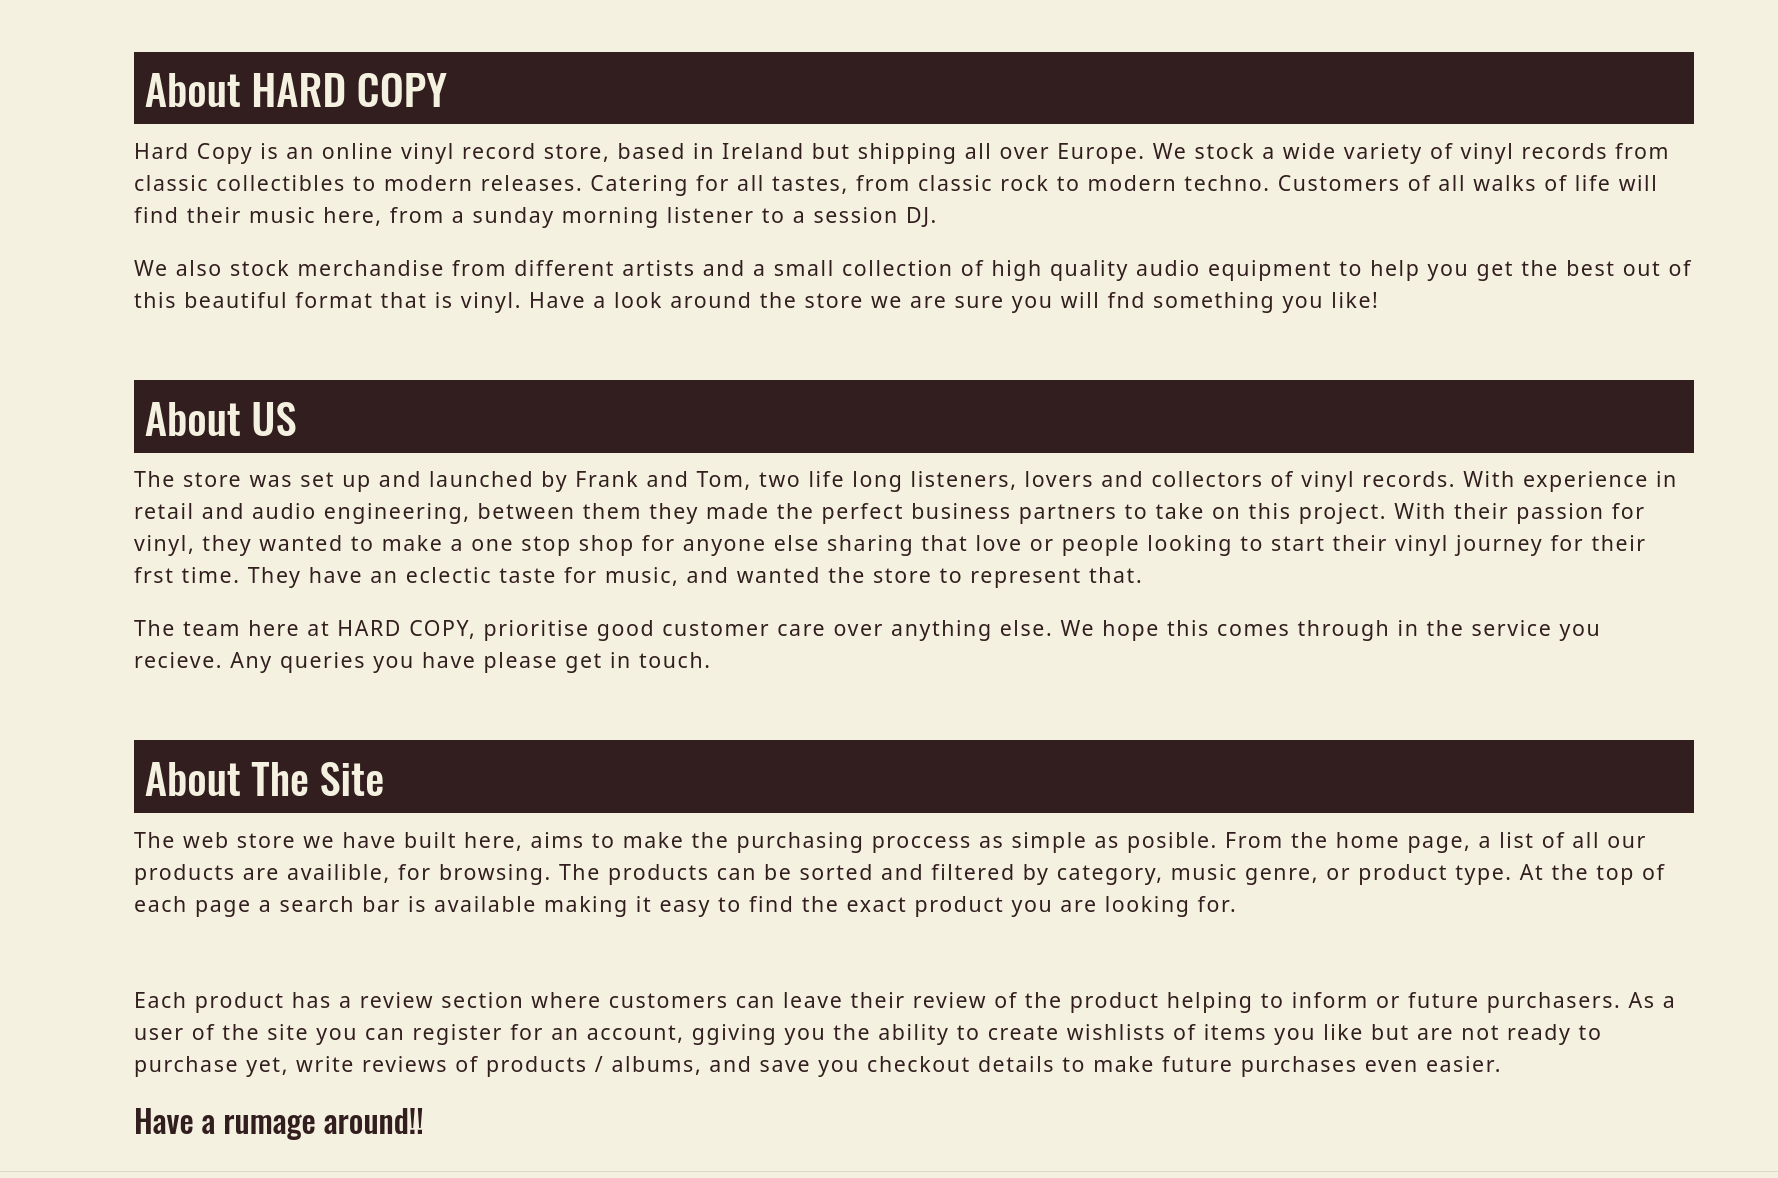 About HARD COPY
Hard Copy is an online vinyl record store, based in Ireland but shipping all over Europe. We stock a wide variety of vinyl records from
classic collectibles to modern releases. Catering for all tastes, from classic rock to modern techno. Customers of all walks of life will
find their music here, from a sunday morning listener to a session DJ.
We also stock merchandise from different artists and a small collection of high quality audio equipment to help you get the best out of
this beautiful format that is vinyl. Have a look around the store we are sure you will fnd something you like!
About US
The store was set up and launched by Frank and Tom, two life long listeners, lovers and collectors of vinyl records. With experience in
retail and audio engineering, between them they made the perfect business partners to take on this project. With their passion for
vinyl, they wanted to make a one stop shop for anyone else sharing that love or people looking to start their vinyl journey for their
frst time. They have an eclectic taste for music, and wanted the store to represent that.
The team here at HARD COPY, prioritise good customer care over anything else. We hope this comes through in the service you
recieve. Any queries you have please get in touch.
About The Site
The web store we have built here, aims to make the purchasing proccess as simple as posible. From the home page, a list of all our
products are availible, for browsing. The products can be sorted and filtered by category, music genre, or product type. At the top of
each page a search bar is available making it easy to find the exact product you are looking for.
Each product has a review section where customers can leave their review of the product helping to inform or future purchasers. As a
user of the site you can register for an account, ggiving you the ability to create wishlists of items you like but are not ready to
purchase yet, write reviews of products / albums, and save you checkout details to make future purchases even easier.
Have a rumage around!!